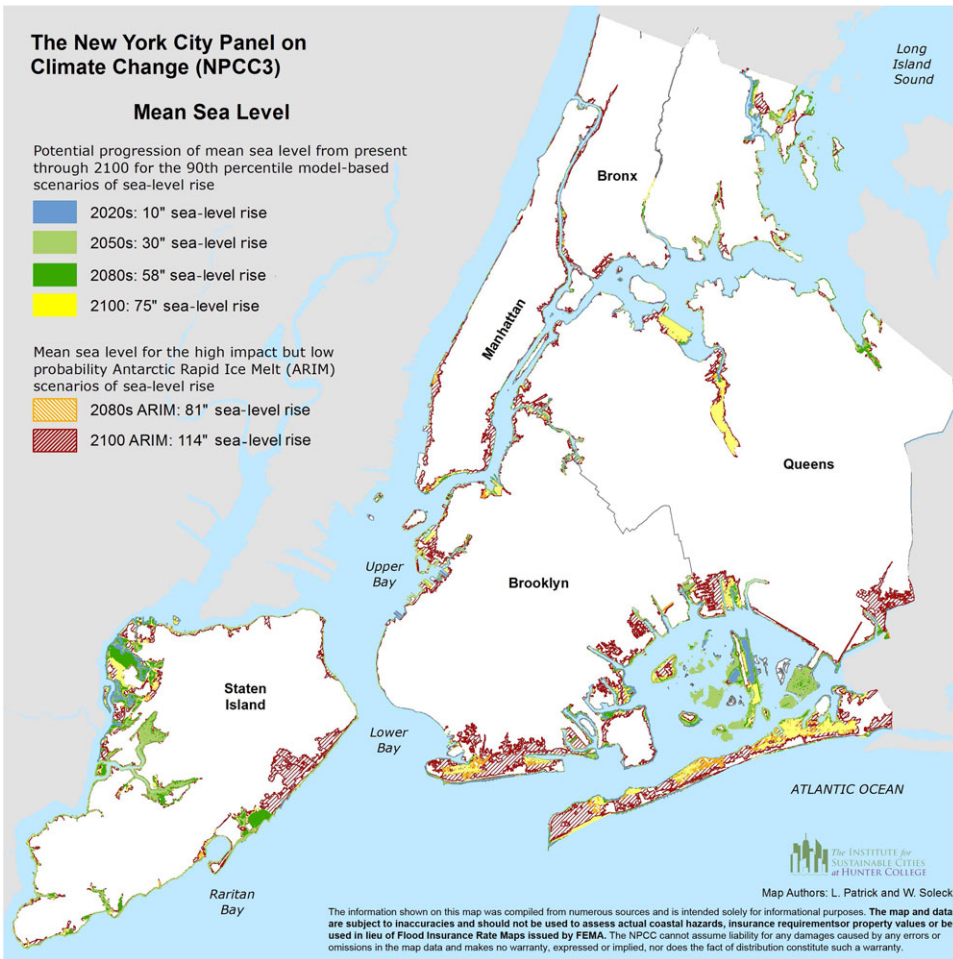 The New York City Panel on
Climate Change (NPCC3)
Mean Sea Level
Potential progression of mean sea level from present
through 2100 for the 90th percentile model-based
scenarios of sea-level rise
2020s: 10" sea-level rise
2050s: 30" sea-level rise
2080s: 58" sea-level rise
2100: 75" sea-level rise
Mean sea level for the high impact but low
probability Antarctic Rapid Ice Melt (ARIM)
scenarios of sea-level rise
2080s ARIM: 81" sea-level rise
2100 ARIM: 114" sea-level rise
Long
Island
Sound
Bronx
Manhattan
Queens
Upper
Bay
Brooklyn
Staten
Island
Lower
Bay
ATLANTIC OCEAN
Raritan
Bay
The INSTITUTE for
SUSTAINABLE CITIES
at HUNTER COLLEGE
Map Authors: L. Patrick and W. Soleck
The information shown on this map was compiled from numerous sources and is intended solely for informational purposes. The map and data
are subject to inaccuracies and should not be used to assess actual coastal hazards, insurance requirementsor property values or be
used in lieu of Flood Insurance Rate Maps issued by FEMA. The NPCC cannot assume liability for any damages caused by any errors or
omissions in the map data and makes no warranty, expressed or implied, nor does the fact of distribution constitute such a warranty.